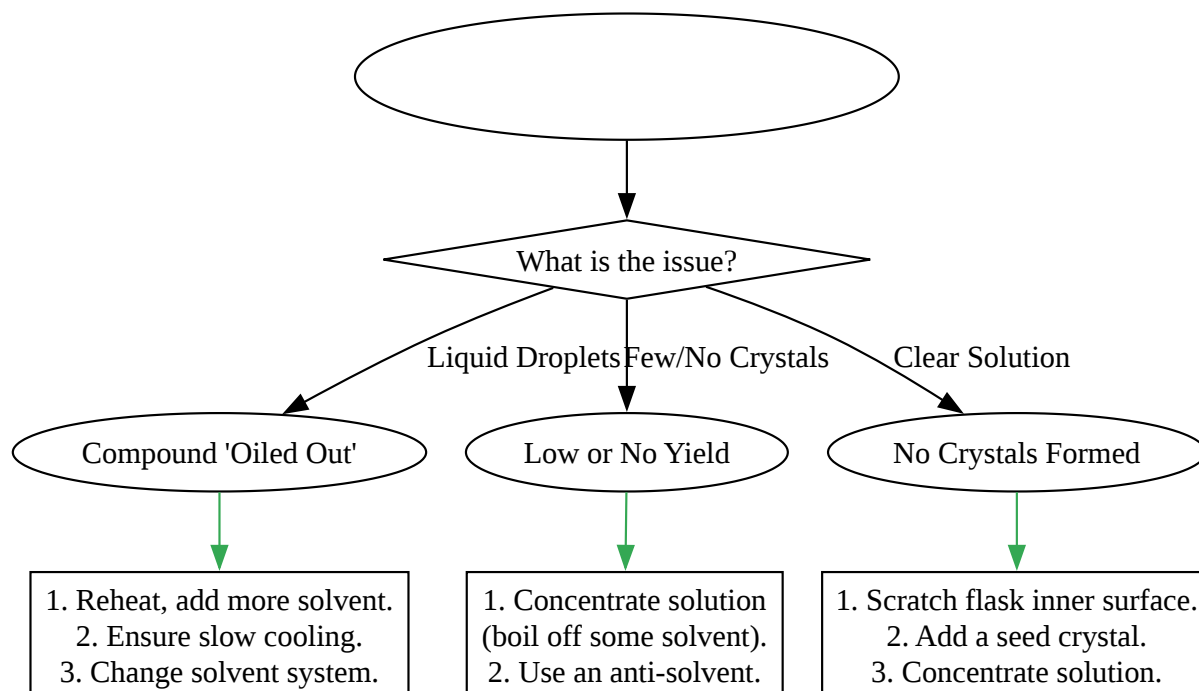 What is the issue?
Liquid Droplets
Few/No Crystals
Clear Solution
Compound 'Oiled Out'
Low or No Yield
No Crystals Formed
1. Reheat, add more solvent.
2. Ensure slow cooling.
3. Change solvent system.
1. Concentrate solution
(boil off some solvent).
2. Use an anti-solvent.
1. Scratch flask inner surface.
2. Add a seed crystal.
3. Concentrate solution.